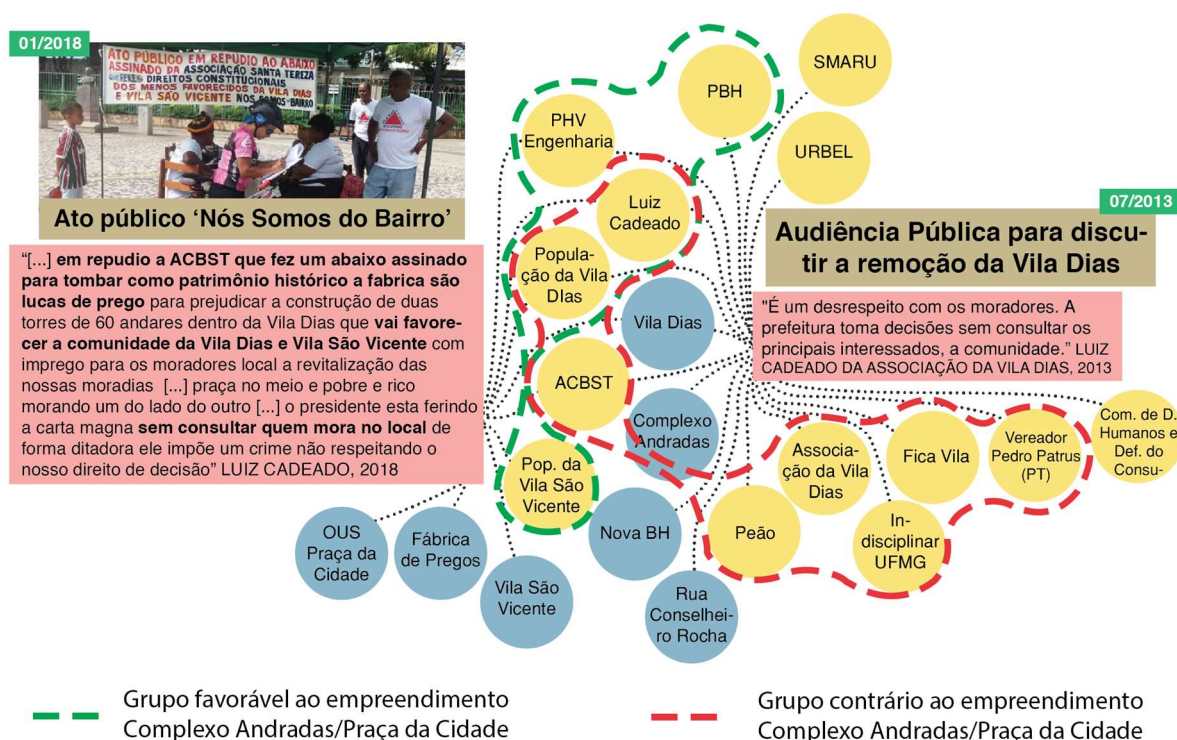 01/2018
ATO PÚBLICO EM REPUDIO AO ABAIXO
ASSINADO DA ASSOCIAÇÃO SANTA TEREZA
QUE FERE DIREITOS CONSTITUCIONAIS
DOS MENOS FAVORECIDOS DA VILA DIAS
E VILA SÃO VICENTE NÓS SOMOS-BAIRRO
Ato público ‘Nós Somos do Bairro’
“[...] em repudio a ACBST que fez um abaixo assinado
para tombar como patrimônio histórico a fabrica são
lucas de prego para prejudicar a construção de duas
torres de 60 andares dentro da Vila Dias que vai favore-
cer a comunidade da Vila Dias e Vila São Vicente com
imprego para os moradores local a revitalização das
nossas moradias [...] praça no meio e pobre e rico
morando um do lado do outro [...] o presidente esta ferindo
a carta magna sem consultar quem mora no local de
forma ditadora ele impõe um crime não respeitando o
nosso direito de decisão” LUIZ CADEADO, 2018
PHV
Engenharia
PBH
SMARU
URBEL
Luiz
Cadeado
Popula-
ção da Vila
DIas
Vila Dias
ACBST
Complexo
Andradas
Pop. da
Vila São
Vicente
07/2013
Audiência Pública para discu-
tir a remoção da Vila Dias
"É um desrespeito com os moradores. A
prefeitura toma decisões sem consultar os
principais interessados, a comunidade.” LUIZ
CADEADO DA ASSOCIAÇÃO DA VILA DIAS, 2013
Associa-
ção da Vila
Dias
Fica Vila
Vereador
Pedro Patrus
(PT)
Com. de D.
Humanos e
Def. do
Consu-
OUS
Praça da
Cidade
Fábrica
de Pregos
Vila São
Vicente
Nova BH
Rua
Conselhei-
ro Rocha
Peão
In-
disciplinar
UFMG
Grupo favorável ao empreendimento
Complexo Andradas/Praça da Cidade
Grupo contrário ao empreendimento
Complexo Andradas/Praça da Cidade